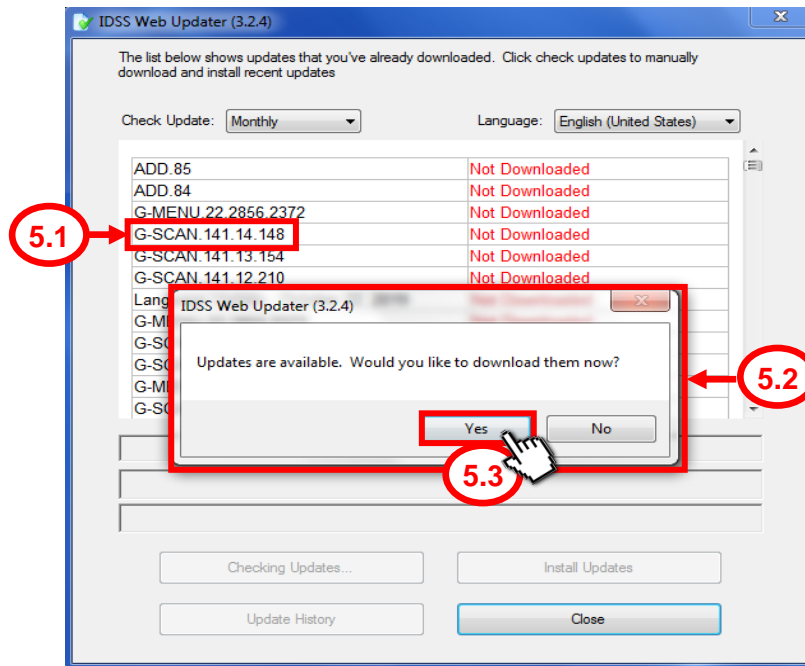 IDSS Web Updater (3.2.4)
The list below shows updates that you've already downloaded. Click check updates to manually
download and install recent updates
Check Update: Monthly Language: English (United States)
ADD.85 Not Downloaded
ADD.84 Not Downloaded
G-MENU.22.2856.2372 Not Downloaded
5.1 G-SCAN.141.14.148 Not Downloaded
G-SCAN.141.13.154 Not Downloaded
G-SCAN.141.12.210 Not Downloaded
Lang
IDSS Web Updater (3.2.4)
G-M
G-SC
Updates are available. Would you like to download them now?
G-SC
5.2
G-M
G-SC
Yes No
5.3
Checking Updates... Install Updates
Update History Close